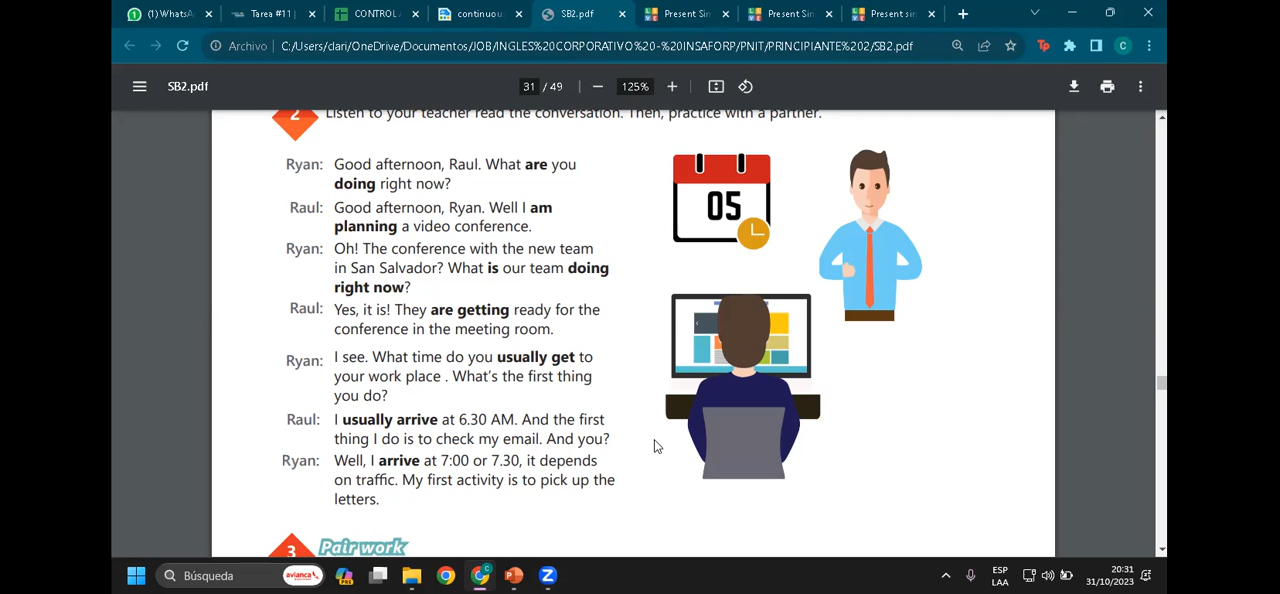 (1) WhatsA
Tarea #11 |
CONTROL A
continuou
SB2.pdf
Present Sin
Present Sin
Present sin
Archivo
C:/Users/clari/OneDrive/Documentos/JOB/INGLES%20CORPORATIVO%20-%20INSAFORP/PNIT/PRINCIPIANTE%202/SB2.pdf
Tp
C
SB2.pdf
31 / 49
125%
2
Listen to your teacher read the conversation. Then, practice with a partner.
Ryan: Good afternoon, Raul. What are you
doing right now?
Raul: Good afternoon, Ryan. Well I am
planning a video conference.
Ryan: Oh! The conference with the new team
in San Salvador? What is our team doing
right now?
Raul: Yes, it is! They are getting ready for the
conference in the meeting room.
Ryan: I see. What time do you usually get to
your work place . What's the first thing
you do?
Raul: I usually arrive at 6.30 AM. And the first
thing I do is to check my email. And you?
Ryan: Well, I arrive at 7:00 or 7.30, it depends
on traffic. My first activity is to pick up the
letters.
05
3
Pair work
Búsqueda
avianca
ESP
LAA
20:31
31/10/2023